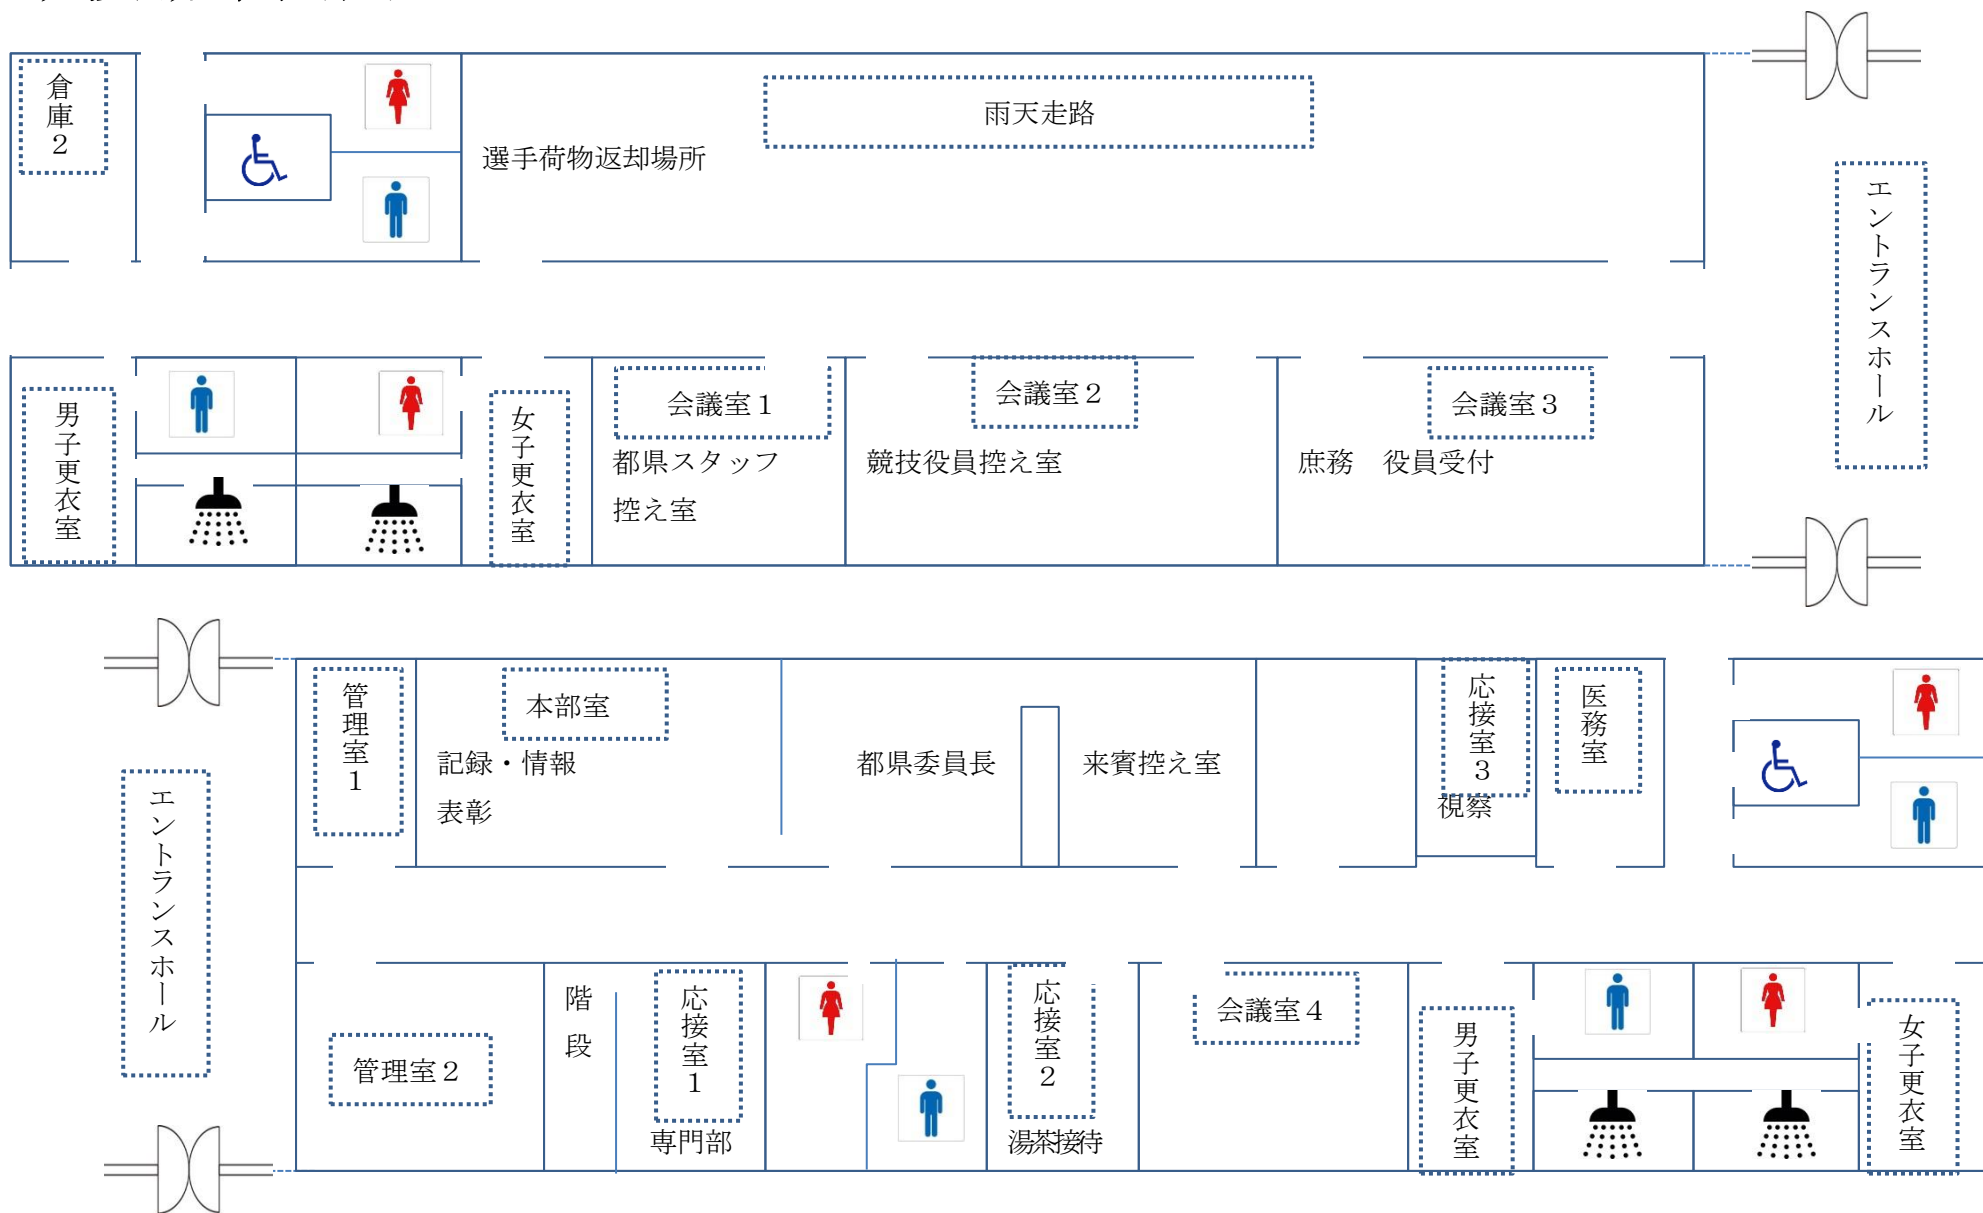 倉庫２
雨天走路
選手荷物返却場所
エントランスホール
男子更衣室
女子更衣室
会議室１
都県スタッフ
控え室
会議室２
競技役員控え室
会議室３
庶務　役員受付
エントランスホール
管理室１
本部室
記録・情報
表彰
都県委員長
来賓控え室
応接室３
視察
医務室
管理室２
階段
応接室１
専門部
応接室２
湯茶接待
会議室４
男子更衣室
女子更衣室